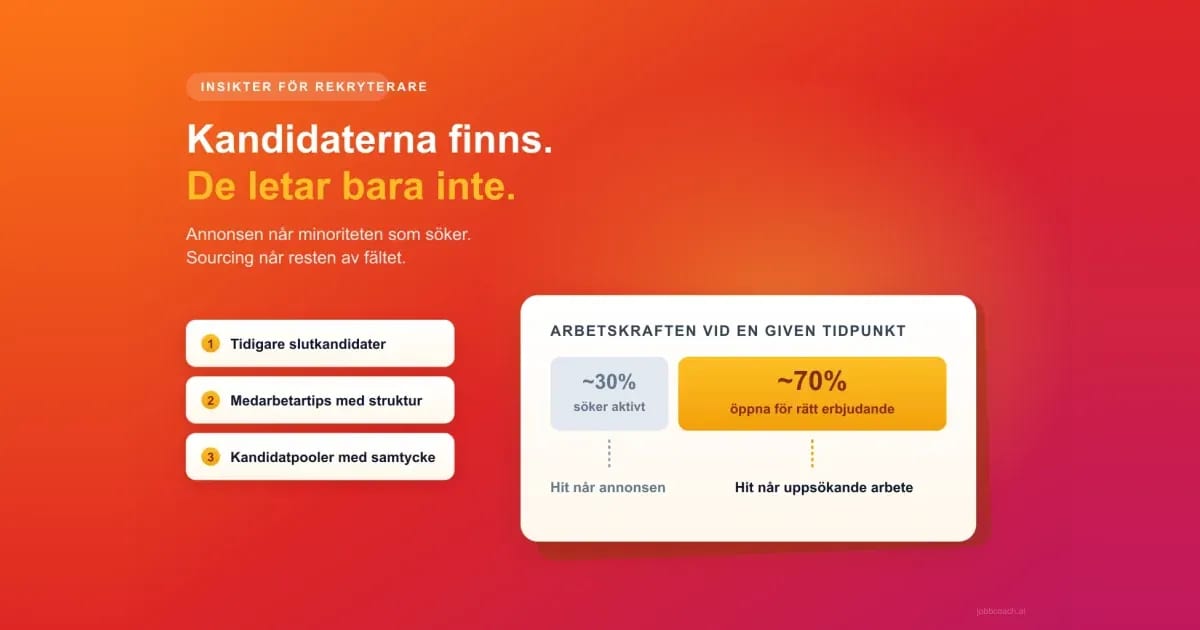 INSIKTER FÖR REKRYTERARE
Kandidaterna finns.
De letar bara inte.
Annonsen når minoriteten som söker.
Sourcing når resten av fältet.
1 Tidigare slutkandidater
2 Medarbetartips med struktur
3 Kandidatpooler med samtycke
ARBETSKRAFTEN VID EN GIVEN TIDPUNKT
~30%
söker aktivt
~70%
öppna för rätt erbjudande
Hit når annonsen
Hit når uppsökande arbete
jobbcoach.ai